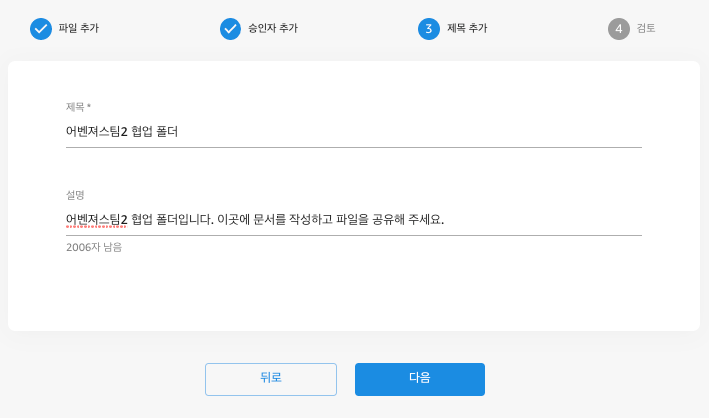 파일 추가
승인자 추가
3 제목 추가
4 검토
제목 *
어벤져스팀2 협업 폴더
설명
어벤져스팀2 협업 폴더입니다. 이곳에 문서를 작성하고 파일을 공유해 주세요.
2006자 남음
뒤로
다음